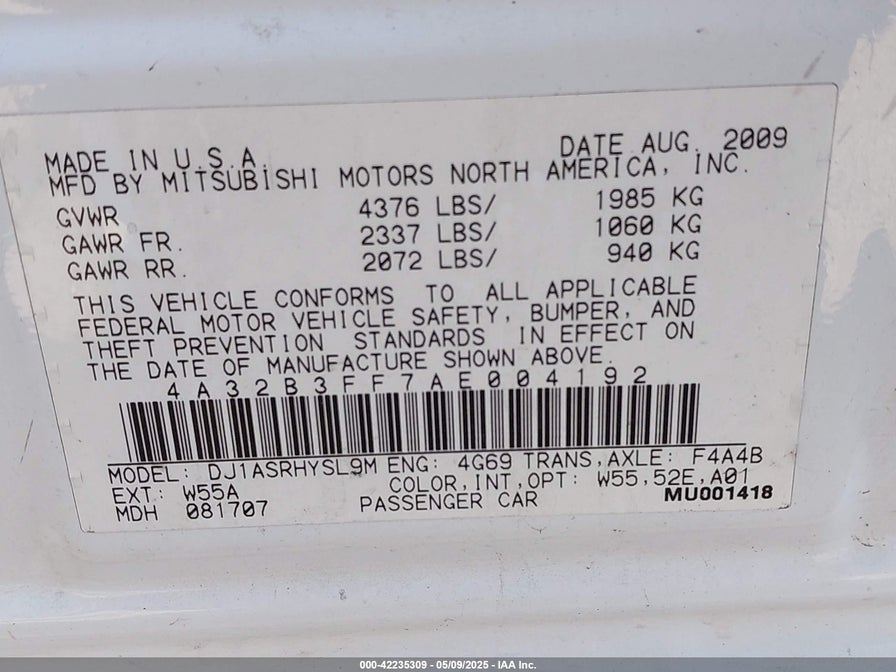 MADE IN U.S.A. DATE AUG. 2009
MFD BY MITSUBISHI MOTORS NORTH AMERICA, INC.
GVWR 4376 LBS/ 1985 KG
GAWR FR. 2337 LBS/ 1060 KG
GAWR RR. 2072 LBS/ 940 KG
THIS VEHICLE CONFORMS TO ALL APPLICABLE
FEDERAL MOTOR VEHICLE SAFETY, BUMPER, AND
THEFT PREVENTION STANDARDS IN EFFECT ON
THE DATE OF MANUFACTURE SHOWN ABOVE.
4A32B3FF7AE004192
MODEL: DJ1ASRHYSL9M ENG: 4G69 TRANS,AXLE: F4A4B
EXT: W55A COLOR,INT,OPT: W55,52E,A01
MDH 081707 PASSENGER CAR MU001418
000-42235309 - 05/09/2025 - IAA Inc.